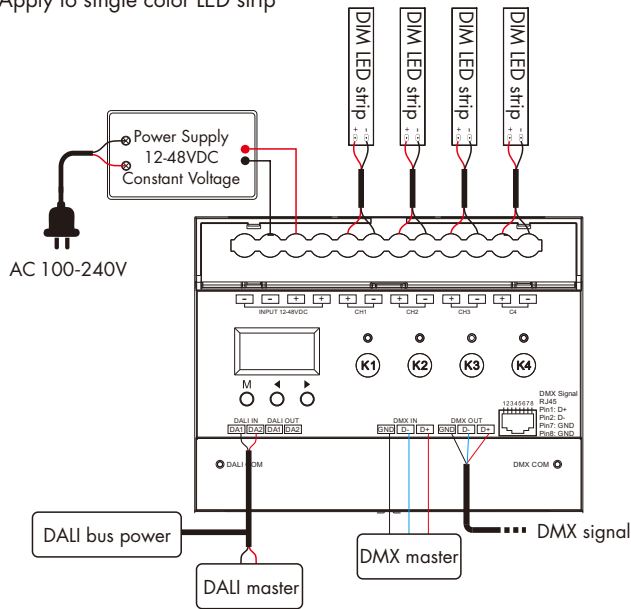 Apply to single color LED strip
DIM LED strip
DIM LED strip
DIM LED strip
DIM LED strip
+ -
+ -
+ -
+ -
Power Supply
12-48VDC
Constant Voltage
AC 100-240V
- - + + + - + - + - + -
INPUT 12-48VDC CH1 CH2 CH3 C4
K1 K2 K3 K4
M ◀ ▶
DALI IN DALI OUT
DA1 DA2 DA1 DA2
DMX IN DMX OUT
GND D- D+ GND D- D+
12345678
DMX Signal
RJ45
Pin1: D+
Pin2: D-
Pin7: GND
Pin8: GND
DALI COM
DMX COM
DALI bus power
DALI master
DMX master
DMX signal